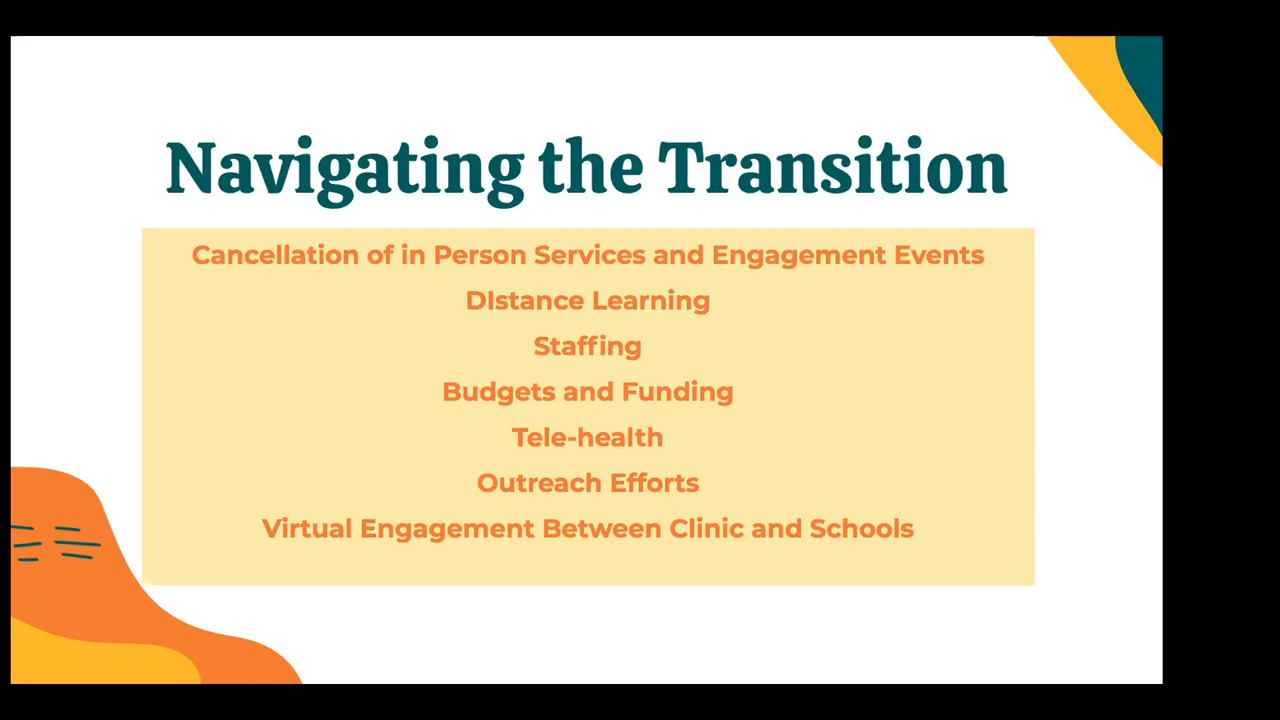 Navigating the Transition
Cancellation of in Person Services and Engagement Events
DIstance Learning
Staffing
Budgets and Funding
Tele-health
Outreach Efforts
Virtual Engagement Between Clinic and Schools